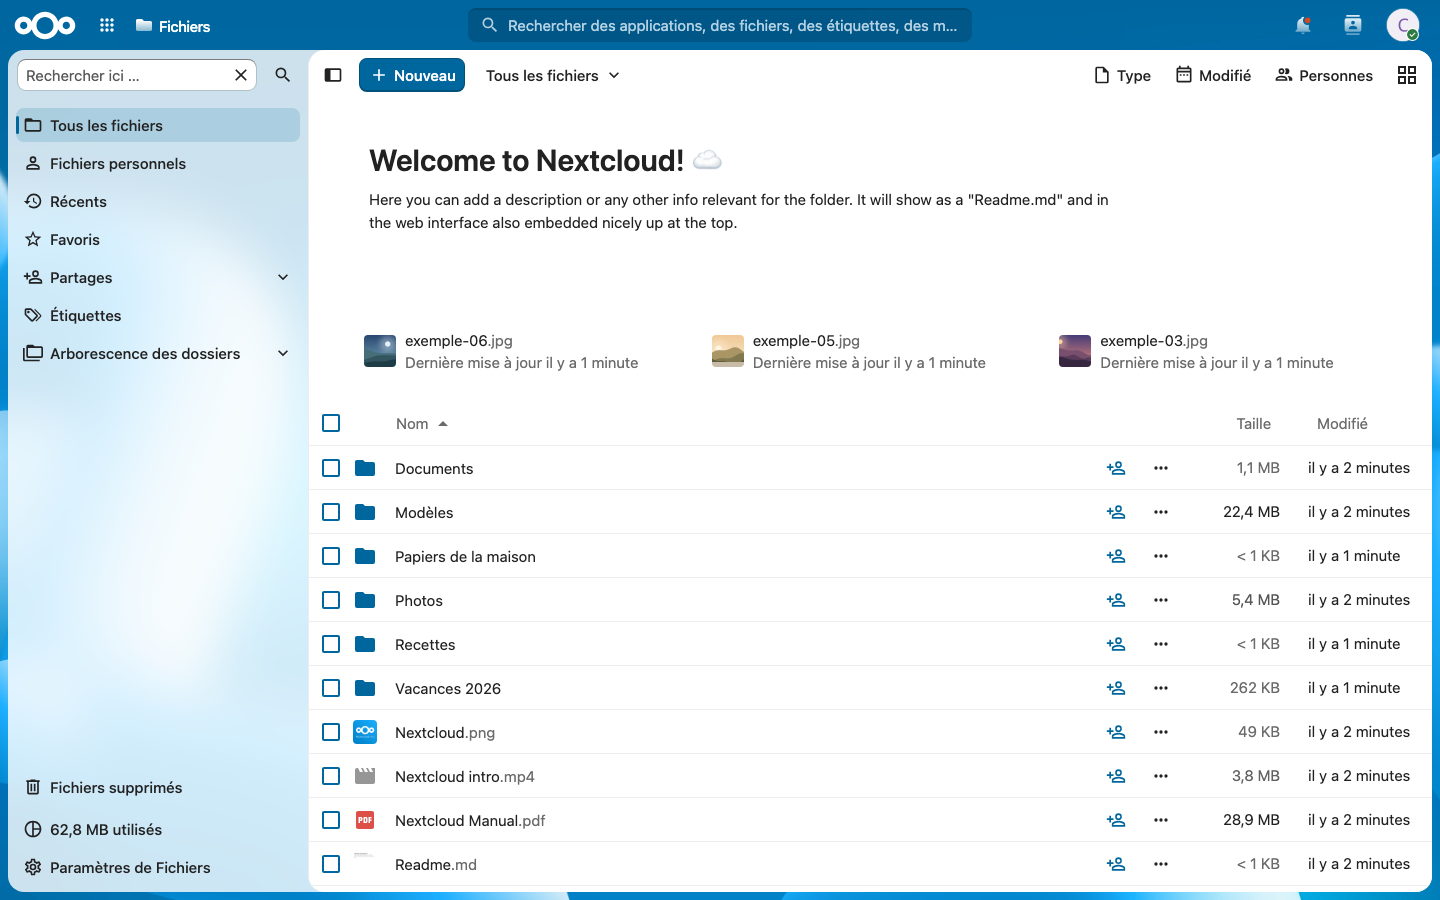 Fichiers
Rechercher des applications, des fichiers, des étiquettes, des m...
C
Rechercher ici ...
Nouveau
Tous les fichiers
Type
Modifié
Personnes
Tous les fichiers
Fichiers personnels
Récents
Favoris
Partages
Étiquettes
Arborescence des dossiers
Fichiers supprimés
62,8 MB utilisés
Paramètres de Fichiers
Welcome to Nextcloud!
Here you can add a description or any other info relevant for the folder. It will show as a "Readme.md" and in
the web interface also embedded nicely up at the top.
exemple-06.jpg
Dernière mise à jour il y a 1 minute
exemple-05.jpg
Dernière mise à jour il y a 1 minute
exemple-03.jpg
Dernière mise à jour il y a 1 minute
Nom Taille Modifié
Documents 1,1 MB il y a 2 minutes
Modèles 22,4 MB il y a 2 minutes
Papiers de la maison < 1 KB il y a 1 minute
Photos 5,4 MB il y a 2 minutes
Recettes < 1 KB il y a 1 minute
Vacances 2026 262 KB il y a 1 minute
Nextcloud.png 49 KB il y a 2 minutes
Nextcloud intro.mp4 3,8 MB il y a 2 minutes
PDF Nextcloud Manual.pdf 28,9 MB il y a 2 minutes
Readme.md < 1 KB il y a 2 minutes